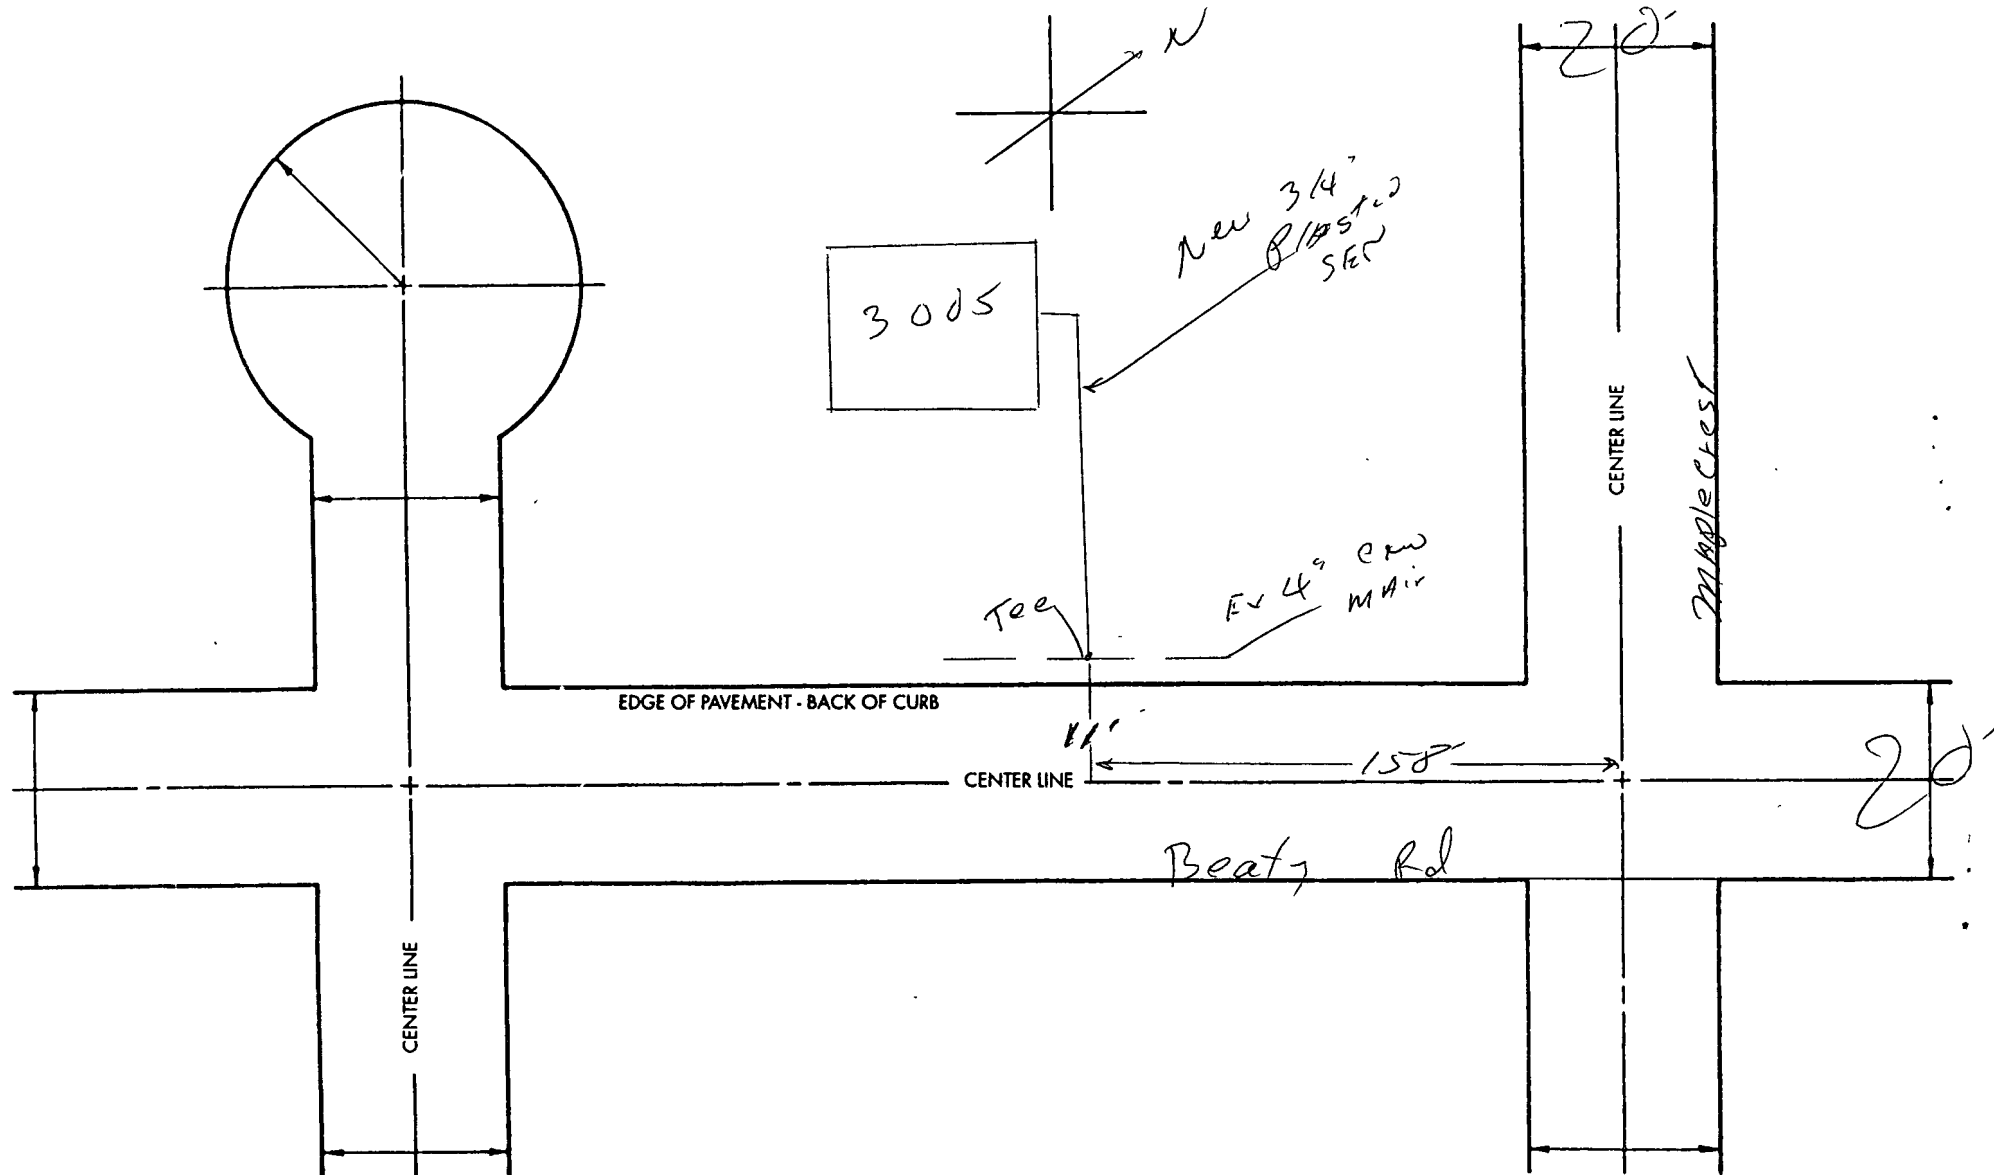 20'
N
New 3/4"
Plastic
SER
3005
CENTER LINE
Maplecrest
Tee
Ex 4"
Main
EDGE OF PAVEMENT - BACK OF CURB
11'
158'
CENTER LINE
20'
Beaty Rd
CENTER LINE